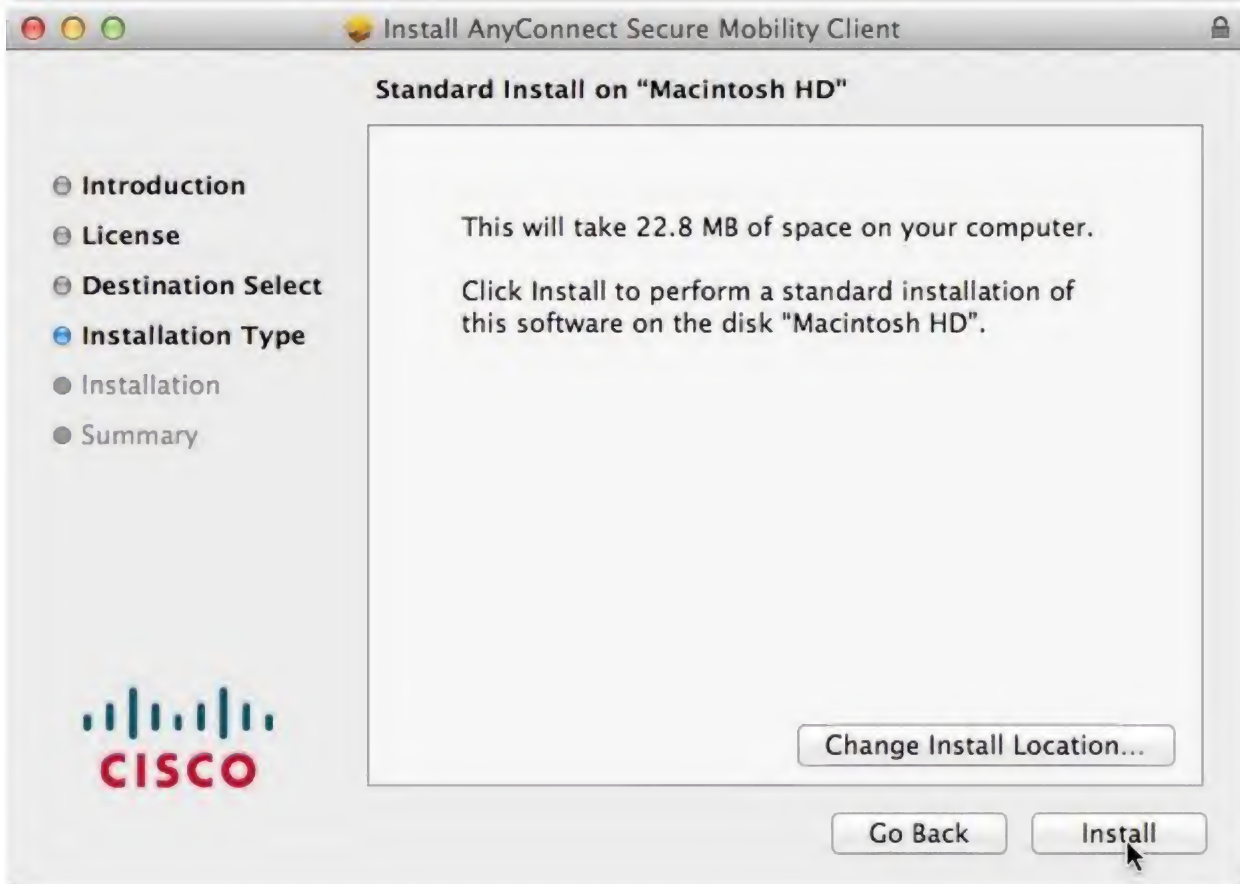 Install AnyConnect Secure Mobility Client
Standard Install on “Macintosh HD"
Introduction
License
Destination Select
Installation Type
Installation
Summary
This will take 22.8 MB of space on your computer.
Click Install to perform a standard installation of
this software on the disk "Macintosh HD".
CISCO
Change Install Location...
Go Back
Install